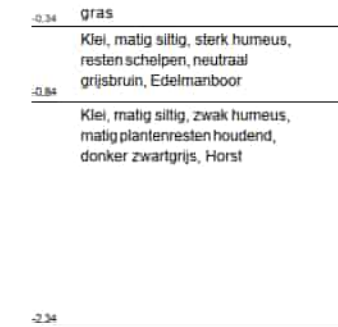 -0.34 gras
Klei, matig siltig, sterk humeus,
resten schelpen, neutraal
grijsbruin, Edelmanboor
-0.84
Klei, matig siltig, zwak humeus,
matig plantenresten houdend,
donker zwartgrijs, Horst
-2.34